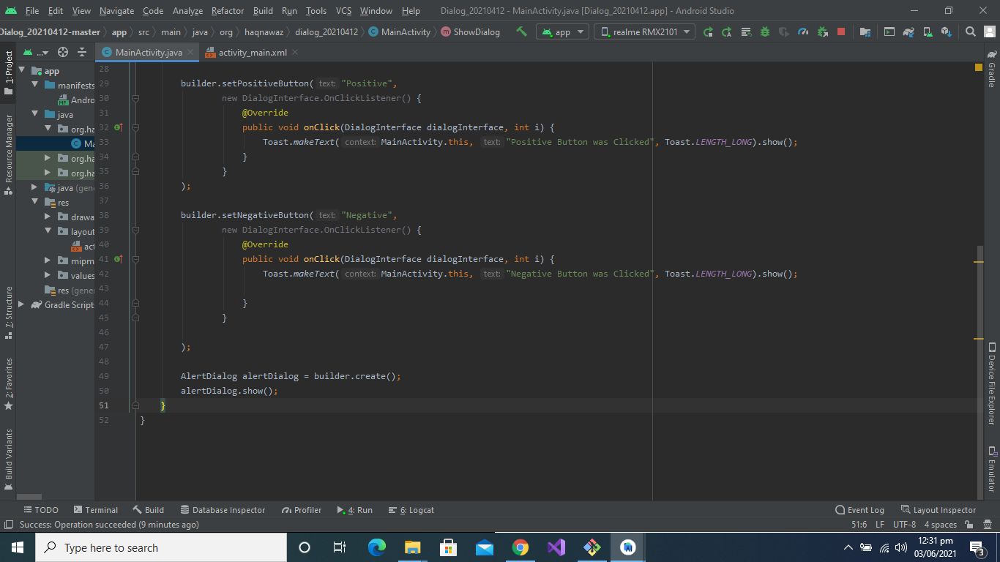 File Edit View Navigate Code Analyze Refactor Build Run Tools VCS Window Help Dialog_20210412 - MainActivity.java [Dialog_20210412.app] - Android Studio
Dialog_20210412-master app src main java org haqnawaz dialog_20210412 MainActivity ShowDialog app realme RMX2101
1: Project
Resource Manager
7: Structure
2: Favorites
Build Variants
...
app
manifests
Andro
java
org.ha
Ma
org.ha
org.ha
java (gene
res
drawa
layout
act
mipm
values
res (gener
Gradle Script
MainActivity.java activity_main.xml
28
29 builder.setPositiveButton( text: "Positive",
30 new DialogInterface.OnClickListener() {
31 @Override
32 public void onClick(DialogInterface dialogInterface, int i) {
33 Toast.makeText( context: MainActivity.this, text: "Positive Button was Clicked", Toast.LENGTH_LONG).show();
34 }
35 }
36 );
37
38 builder.setNegativeButton( text: "Negative",
39 new DialogInterface.OnClickListener() {
40 @Override
41 public void onClick(DialogInterface dialogInterface, int i) {
42 Toast.makeText( context: MainActivity.this, text: "Negative Button was Clicked", Toast.LENGTH_LONG).show();
43
44 }
45 }
46
47 );
48
49 AlertDialog alertDialog = builder.create();
50 alertDialog.show();
51 }
52 }
Gradle
Device File Explorer
Emulator
TODO Terminal Build Database Inspector Profiler 4: Run 6: Logcat Event Log Layout Inspector
Success: Operation succeeded (9 minutes ago) 51:6 LF UTF-8 4 spaces
Type here to search
12:31 pm
03/06/2021
3